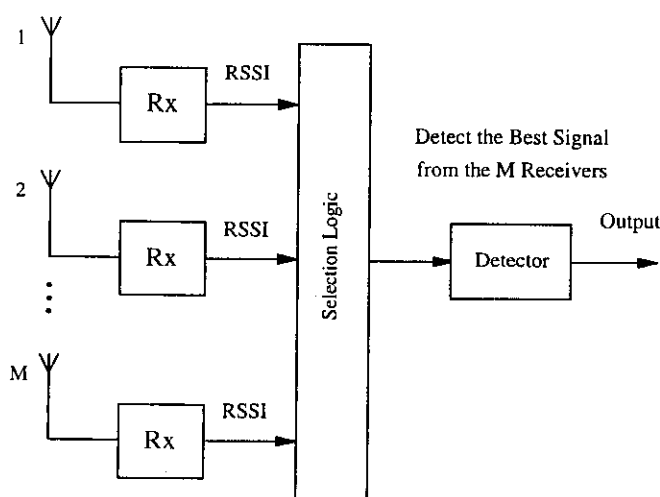 1
RSSI
Rx
Detect the Best Signal
from the M Receivers
2
RSSI
Rx
Selection Logic
Output
Detector
M
RSSI
Rx